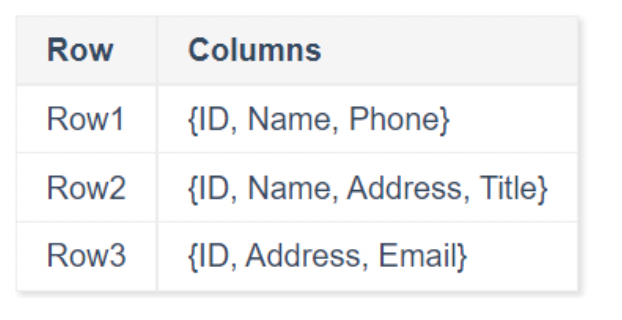 Row Columns
Row1 {ID, Name, Phone}
Row2 {ID, Name, Address, Title}
Row3 {ID, Address, Email}